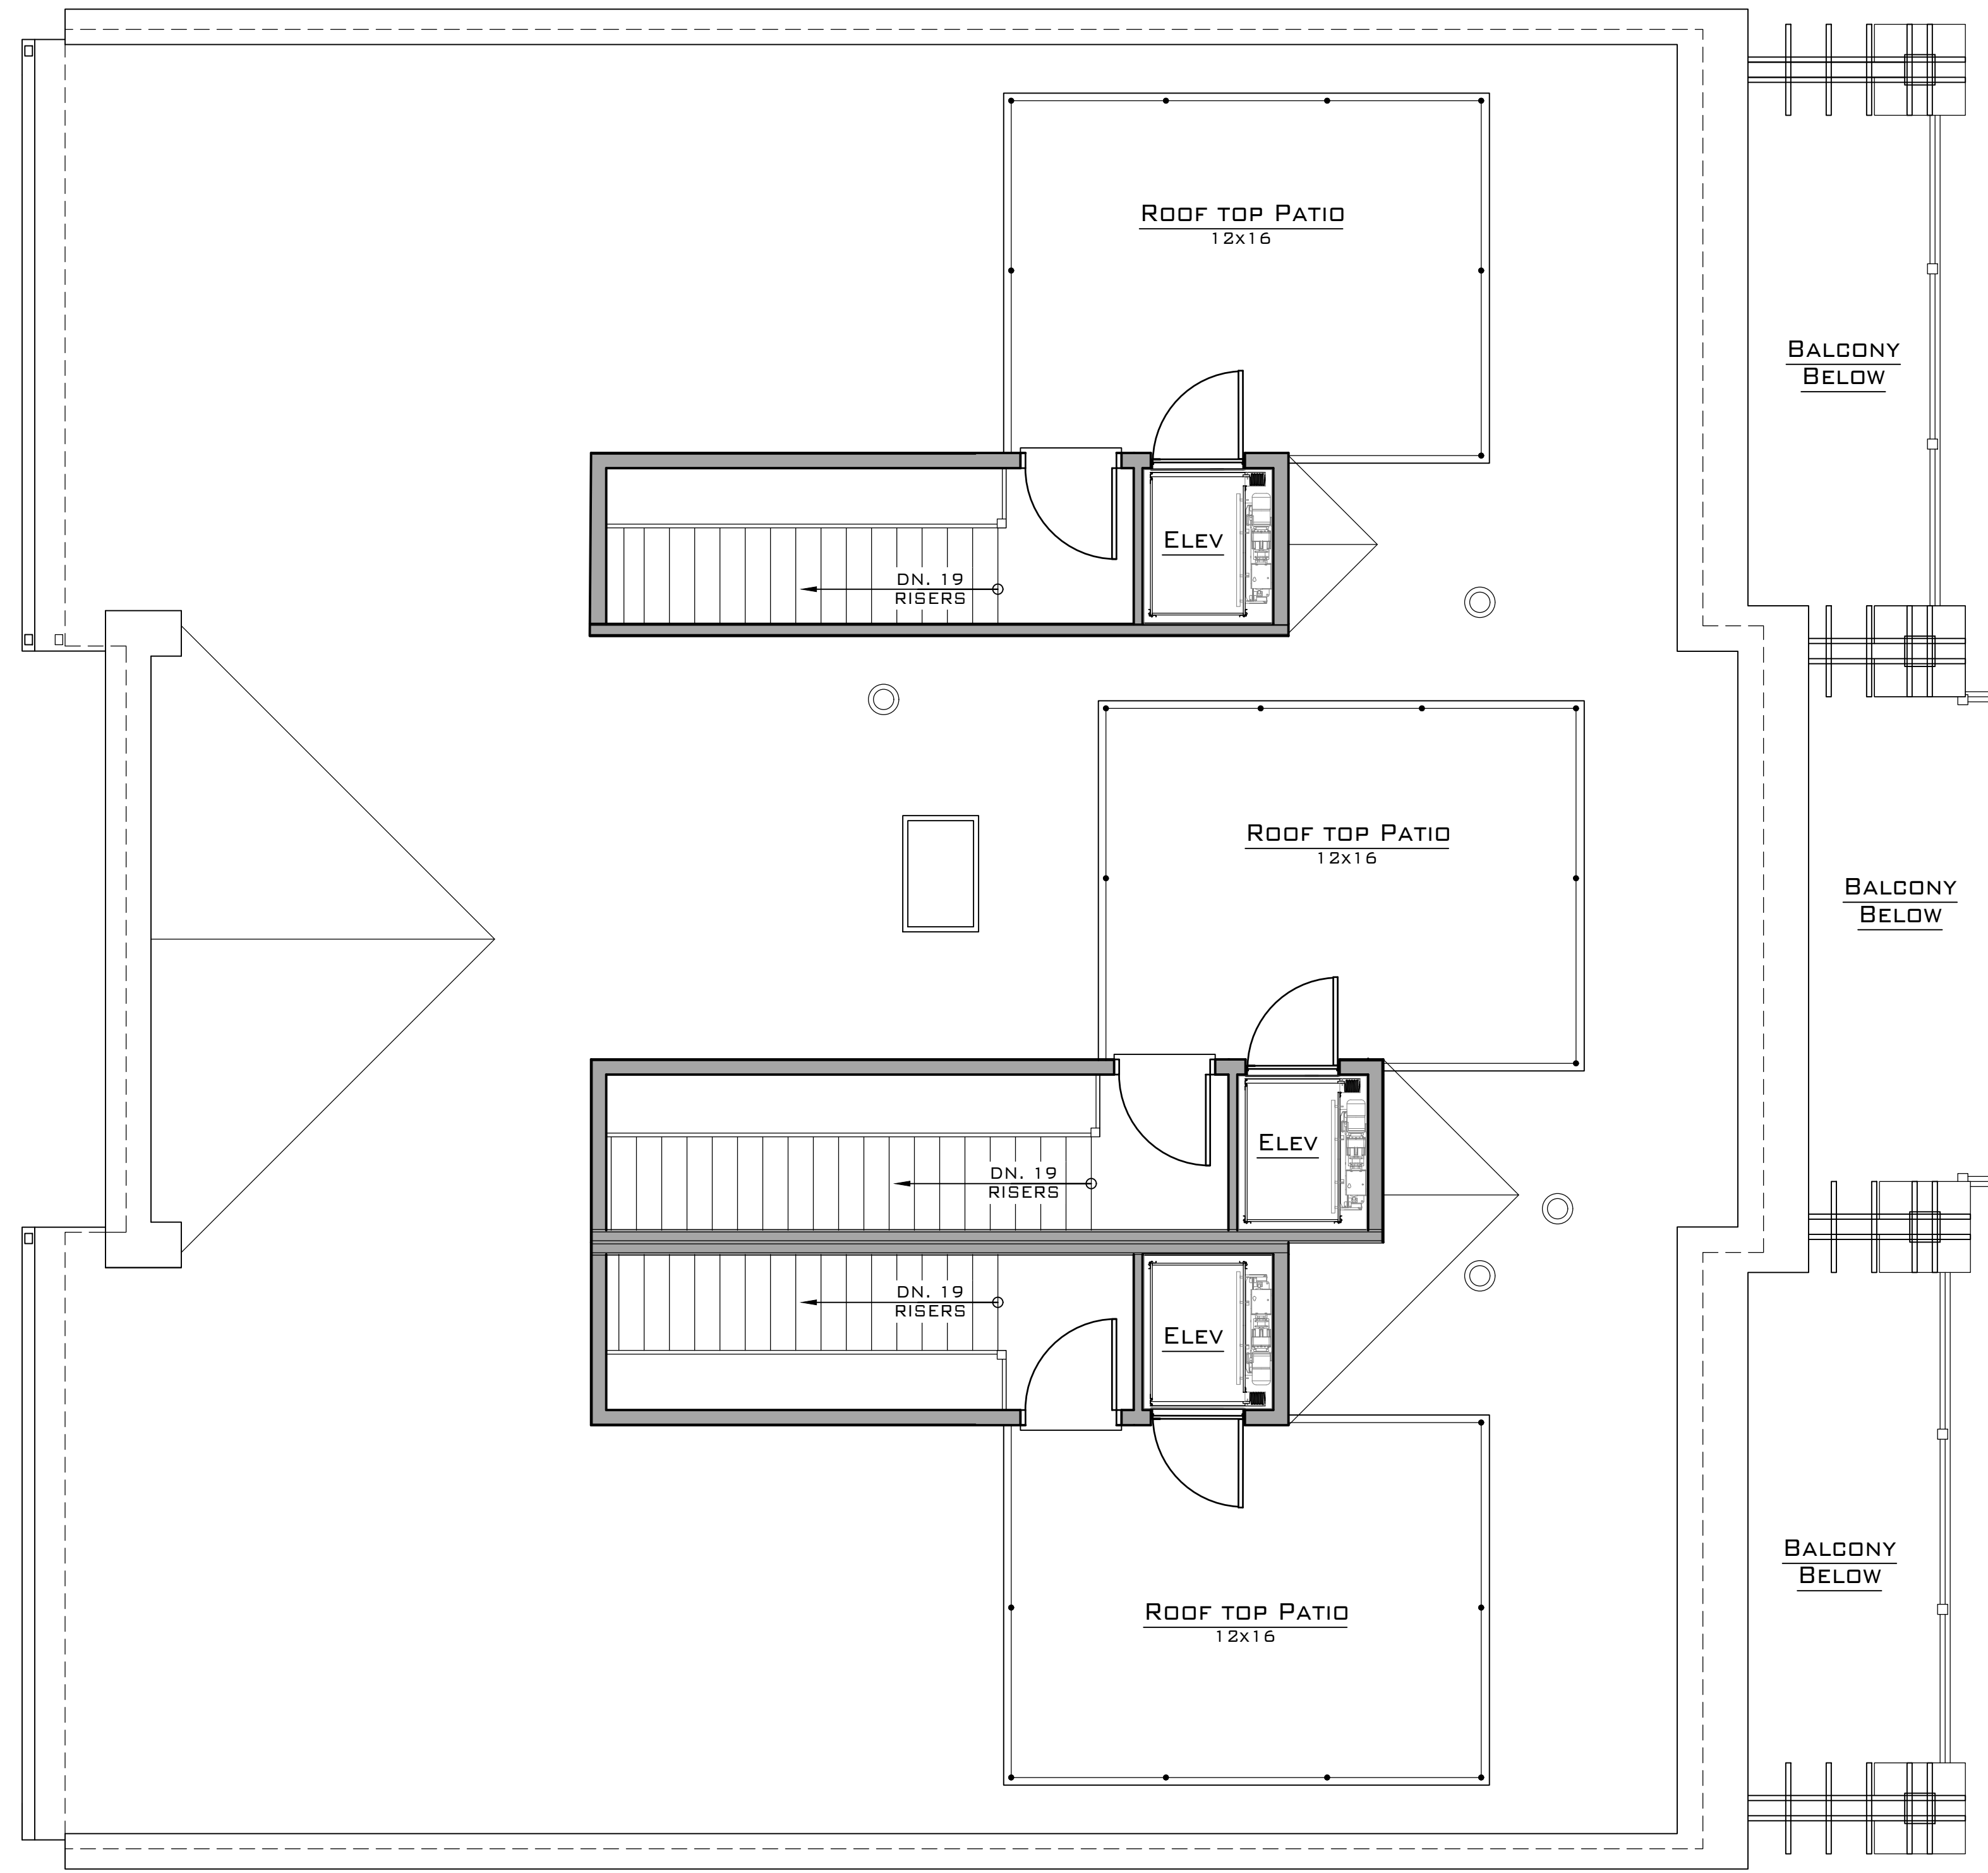 Roof top Patio
12x16
Balcony
Below
Elev
DN. 19
RISERS
Roof top Patio
12x16
Balcony
Below
Elev
DN. 19
RISERS
DN. 19
RISERS
Elev
Balcony
Below
Roof top Patio
12x16